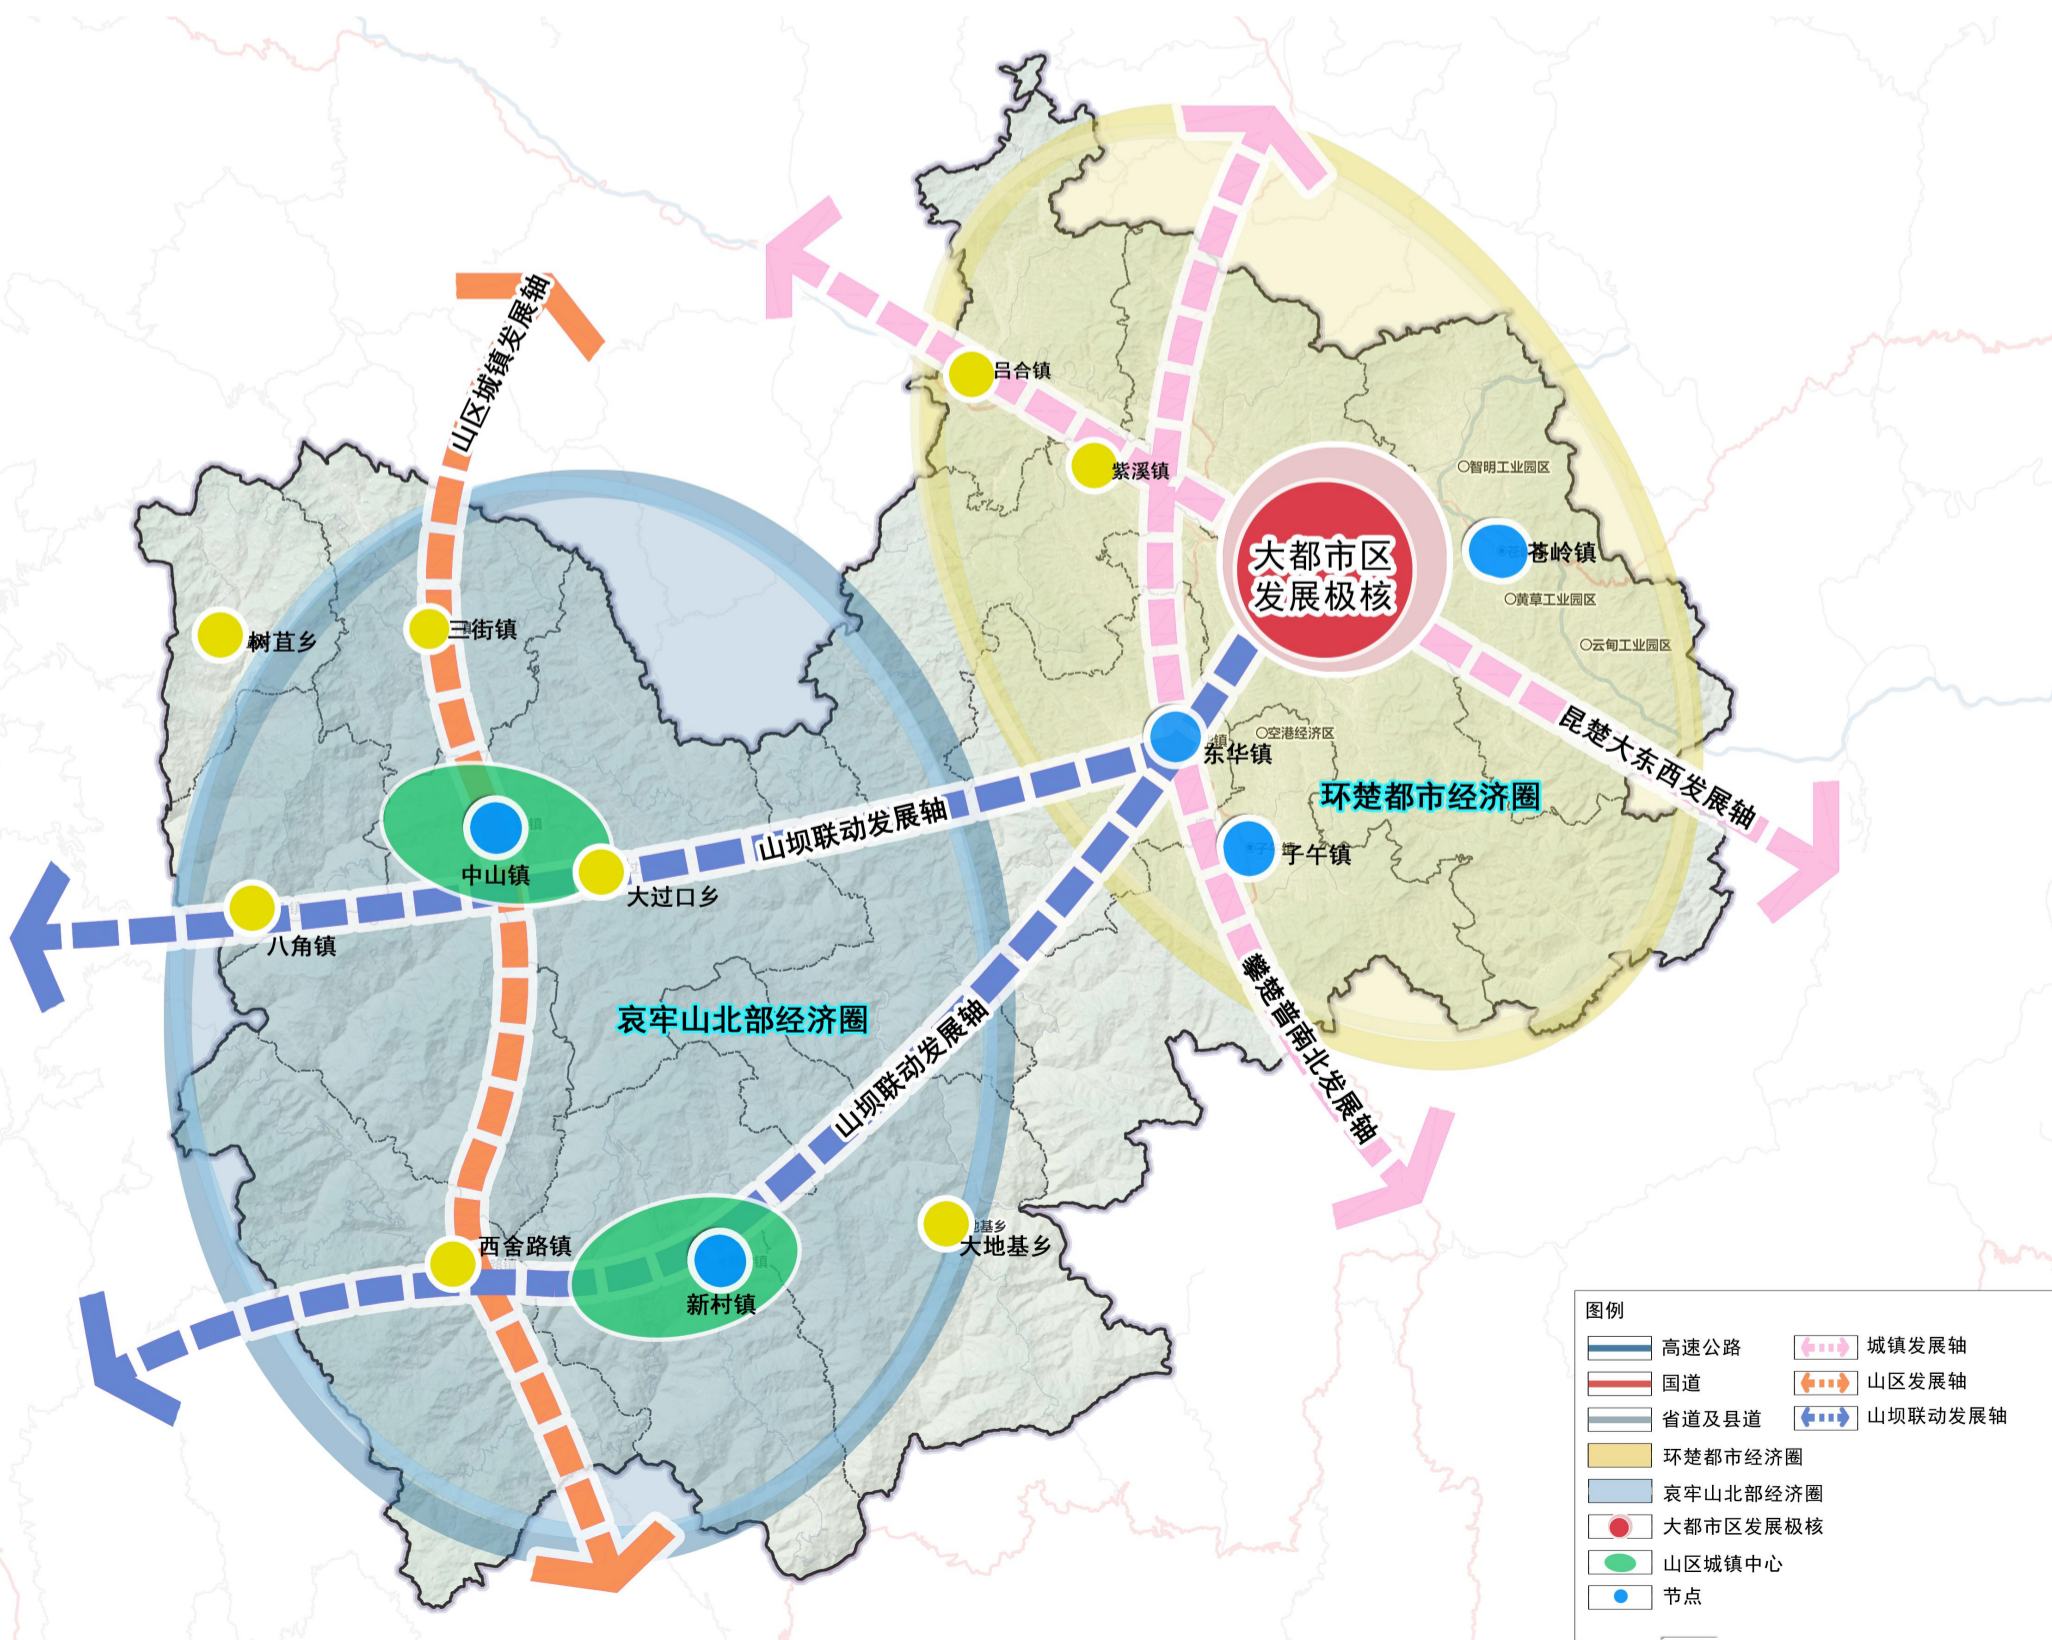 山区城镇发展轴
吕合镇
紫溪镇
智明工业园区
大都市区
发展极核
苍岭镇
黄草工业园区
云甸工业园区
树苴乡
三街镇
空港经济区
东华镇
昆楚大东西发展轴
环楚都市经济圈
山坝联动发展轴
子午镇
中山镇
大过口乡
八角镇
哀牢山北部经济圈
攀楚普南北发展轴
山坝联动发展轴
地基乡
大地基乡
西舍路镇
新村镇
图例
高速公路
城镇发展轴
国道
山区发展轴
省道及县道
山坝联动发展轴
环楚都市经济圈
哀牢山北部经济圈
大都市区发展极核
山区城镇中心
节点